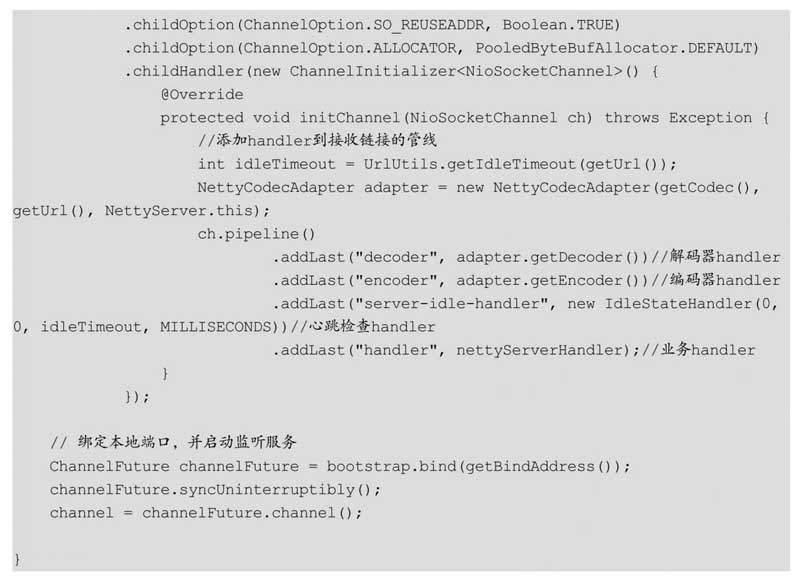 .childOption(ChannelOption.SO_REUSEADDR, Boolean.TRUE)
.childOption(ChannelOption.ALLOCATOR, PooledByteBufAllocator.DEFAULT)
.childHandler(new ChannelInitializer<NioSocketChannel>() {
@Override
protected void initChannel(NioSocketChannel ch) throws Exception {
//添加handler到接收链接的管线
int idleTimeout = UrlUtils.getIdleTimeout(getUrl());
NettyCodecAdapter adapter = new NettyCodecAdapter(getCodec(),
getUrl(), NettyServer.this);
ch.pipeline()
.addLast("decoder", adapter.getDecoder())//解码器handler
.addLast("encoder", adapter.getEncoder())//编码器handler
.addLast("server-idle-handler", new IdleStateHandler(0,
0, idleTimeout, MILLISECONDS))//心跳检查handler
.addLast("handler", nettyServerHandler);//业务handler
}
});
// 绑定本地端口，并启动监听服务
ChannelFuture channelFuture = bootstrap.bind(getBindAddress());
channelFuture.syncUninterruptibly();
channel = channelFuture.channel();
}